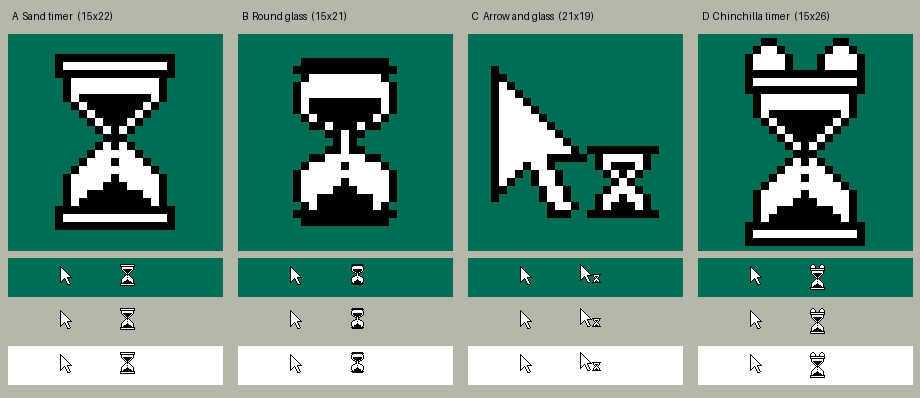 A Sand timer (15x22)
B Round glass (15x21)
C Arrow and glass (21x19)
D Chinchilla timer (15x26)